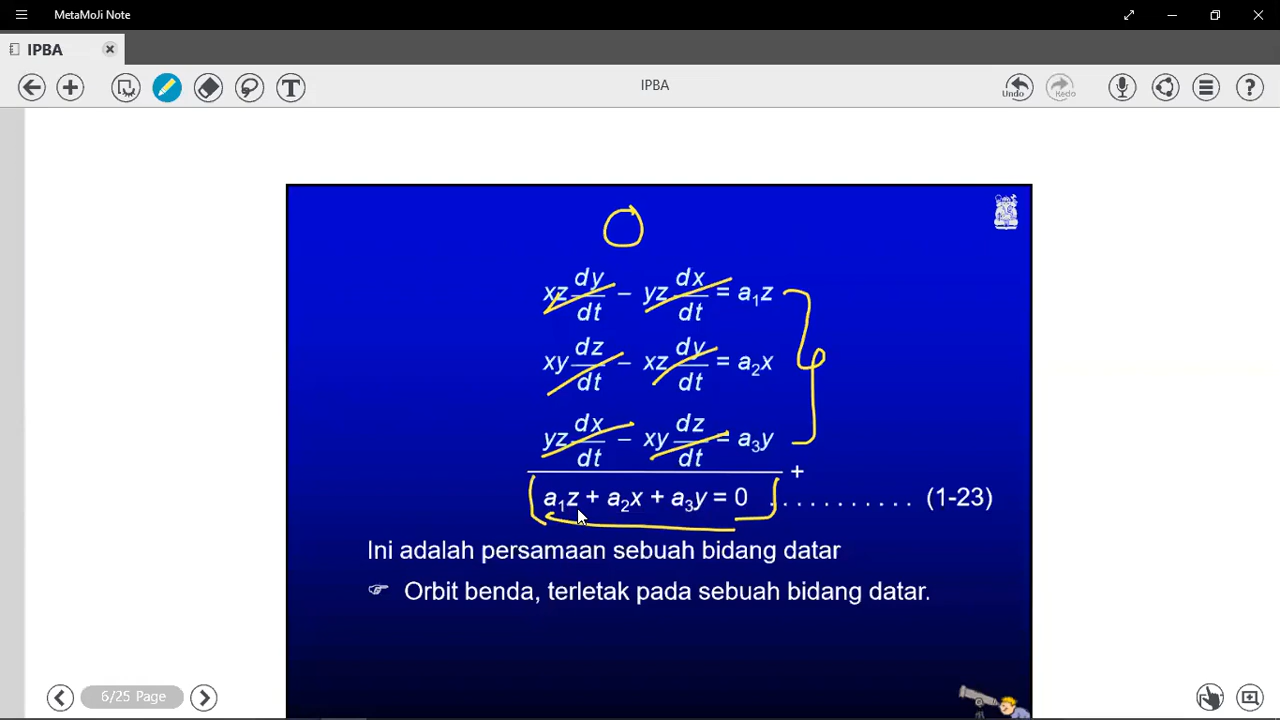 MetaMoJi Note
IPBA
IPBA
Undo
Redo
xz dy/dt – yz dx/dt = a₁z
xy dz/dt – xz dy/dt = a₂x
yz dx/dt – xy dz/dt = a₃y
+
a₁z + a₂x + a₃y = 0 . . . . . . . . . . . (1-23)
Ini adalah persamaan sebuah bidang datar
☞ Orbit benda, terletak pada sebuah bidang datar.
6/25 Page